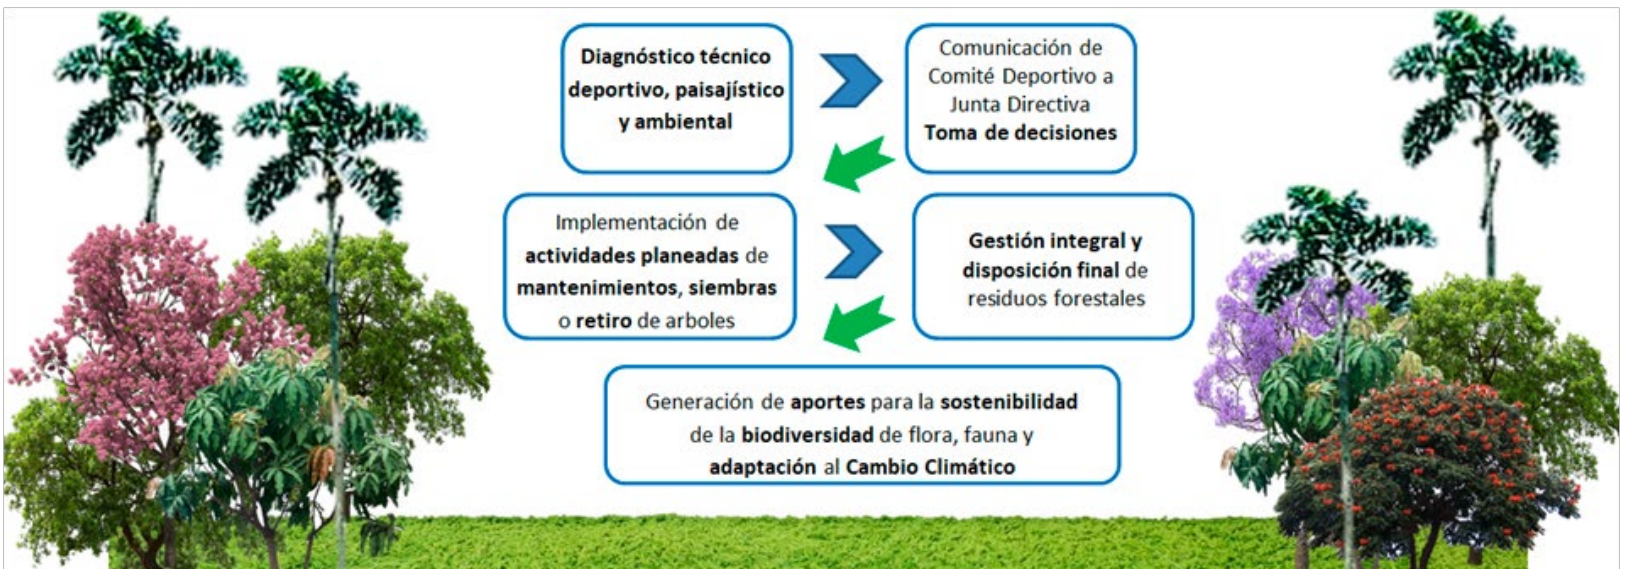 Diagnóstico técnico
deportivo, paisajístico
y ambiental
Comunicación de
Comité Deportivo a
Junta Directiva
Toma de decisiones
Implementación de
actividades planeadas de
mantenimientos, siembras
o retiro de arboles
Gestión integral y
disposición final de
residuos forestales
Generación de aportes para la sostenibilidad
de la biodiversidad de flora, fauna y
adaptación al Cambio Climático